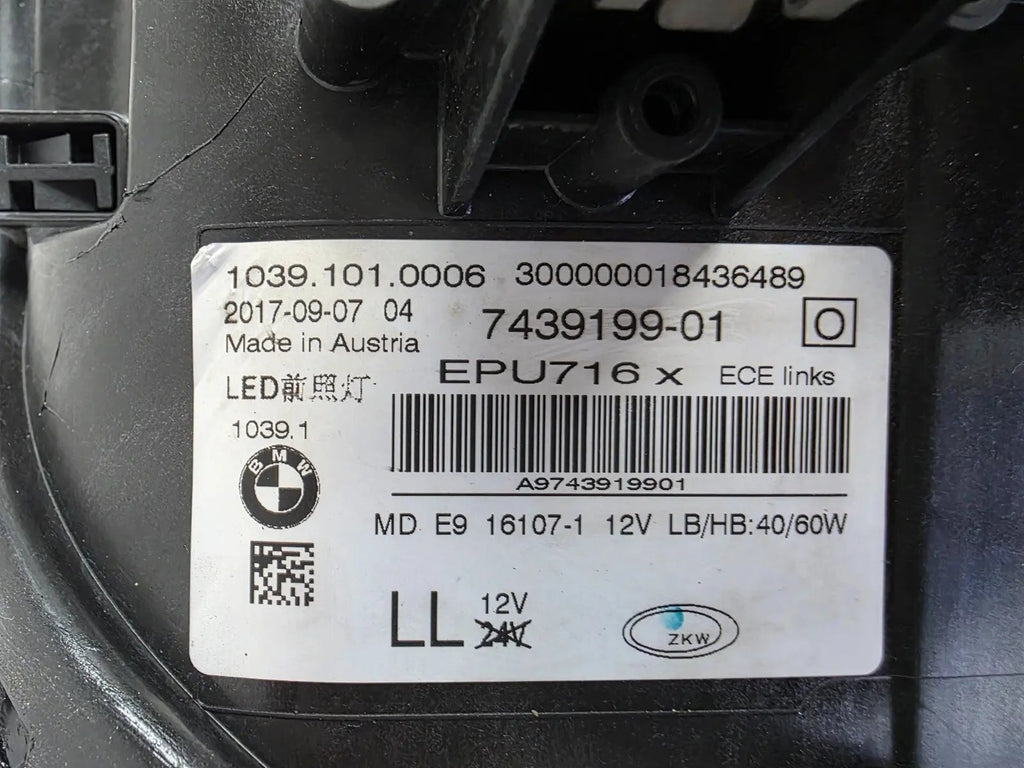 1039.101.0006 300000018436489
2017-09-07 04 7439199-01 O
Made in Austria
EPU716 x ECE links
LED前照灯
1039.1
BMW
A9743919901
MD E9 16107-1 12V LB/HB:40/60W
LL 12V
24V
ZKW